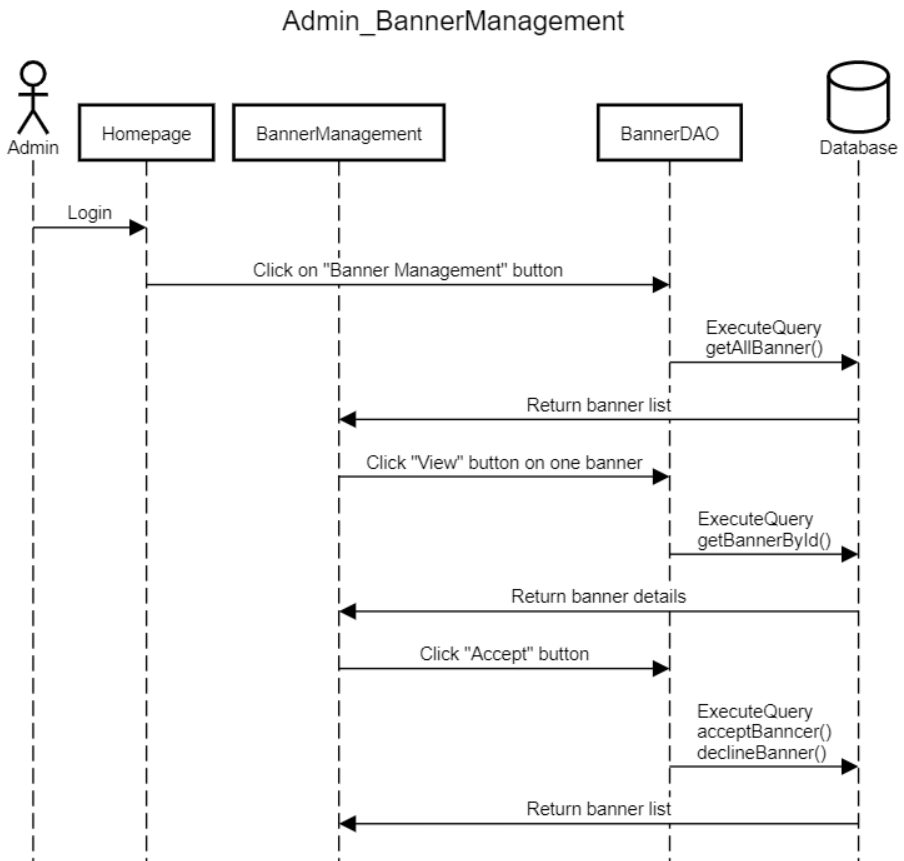 Admin_BannerManagement
Admin
Homepage
BannerManagement
BannerDAO
Database
Login
Click on "Banner Management" button
ExecuteQuery
getAllBanner()
Return banner list
Click "View" button on one banner
ExecuteQuery
getBannerById()
Return banner details
Click "Accept" button
ExecuteQuery
acceptBanncer()
declineBanner()
Return banner list